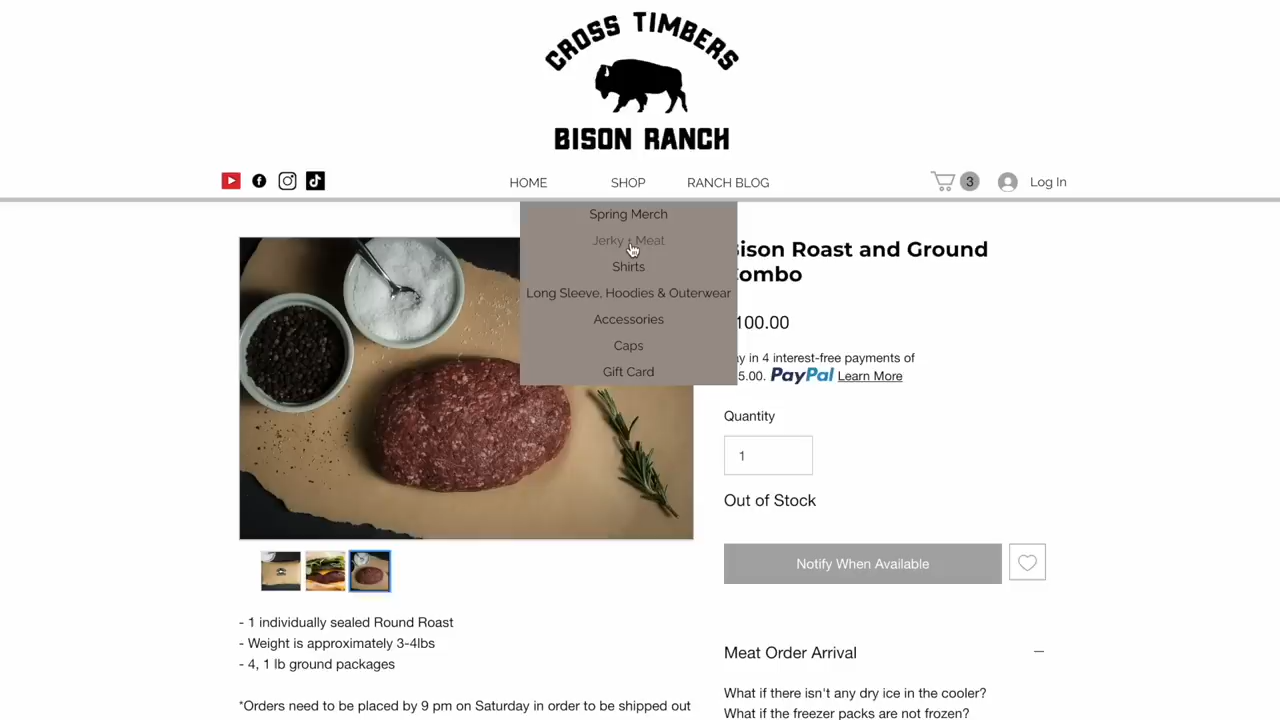 CROSS TIMBERS
BISON RANCH
HOME
SHOP
RANCH BLOG
3
Log In
Spring Merch
Jerky + Meat
Shirts
Long Sleeve, Hoodies & Outerwear
Accessories
Caps
Gift Card
Bison Roast and Ground
Combo
100.00
in 4 interest-free payments of
5.00. PayPal Learn More
Quantity
1
Out of Stock
Notify When Available
- 1 individually sealed Round Roast
- Weight is approximately 3-4lbs
- 4, 1 lb ground packages
*Orders need to be placed by 9 pm on Saturday in order to be shipped out
Meat Order Arrival
What if there isn't any dry ice in the cooler?
What if the freezer packs are not frozen?